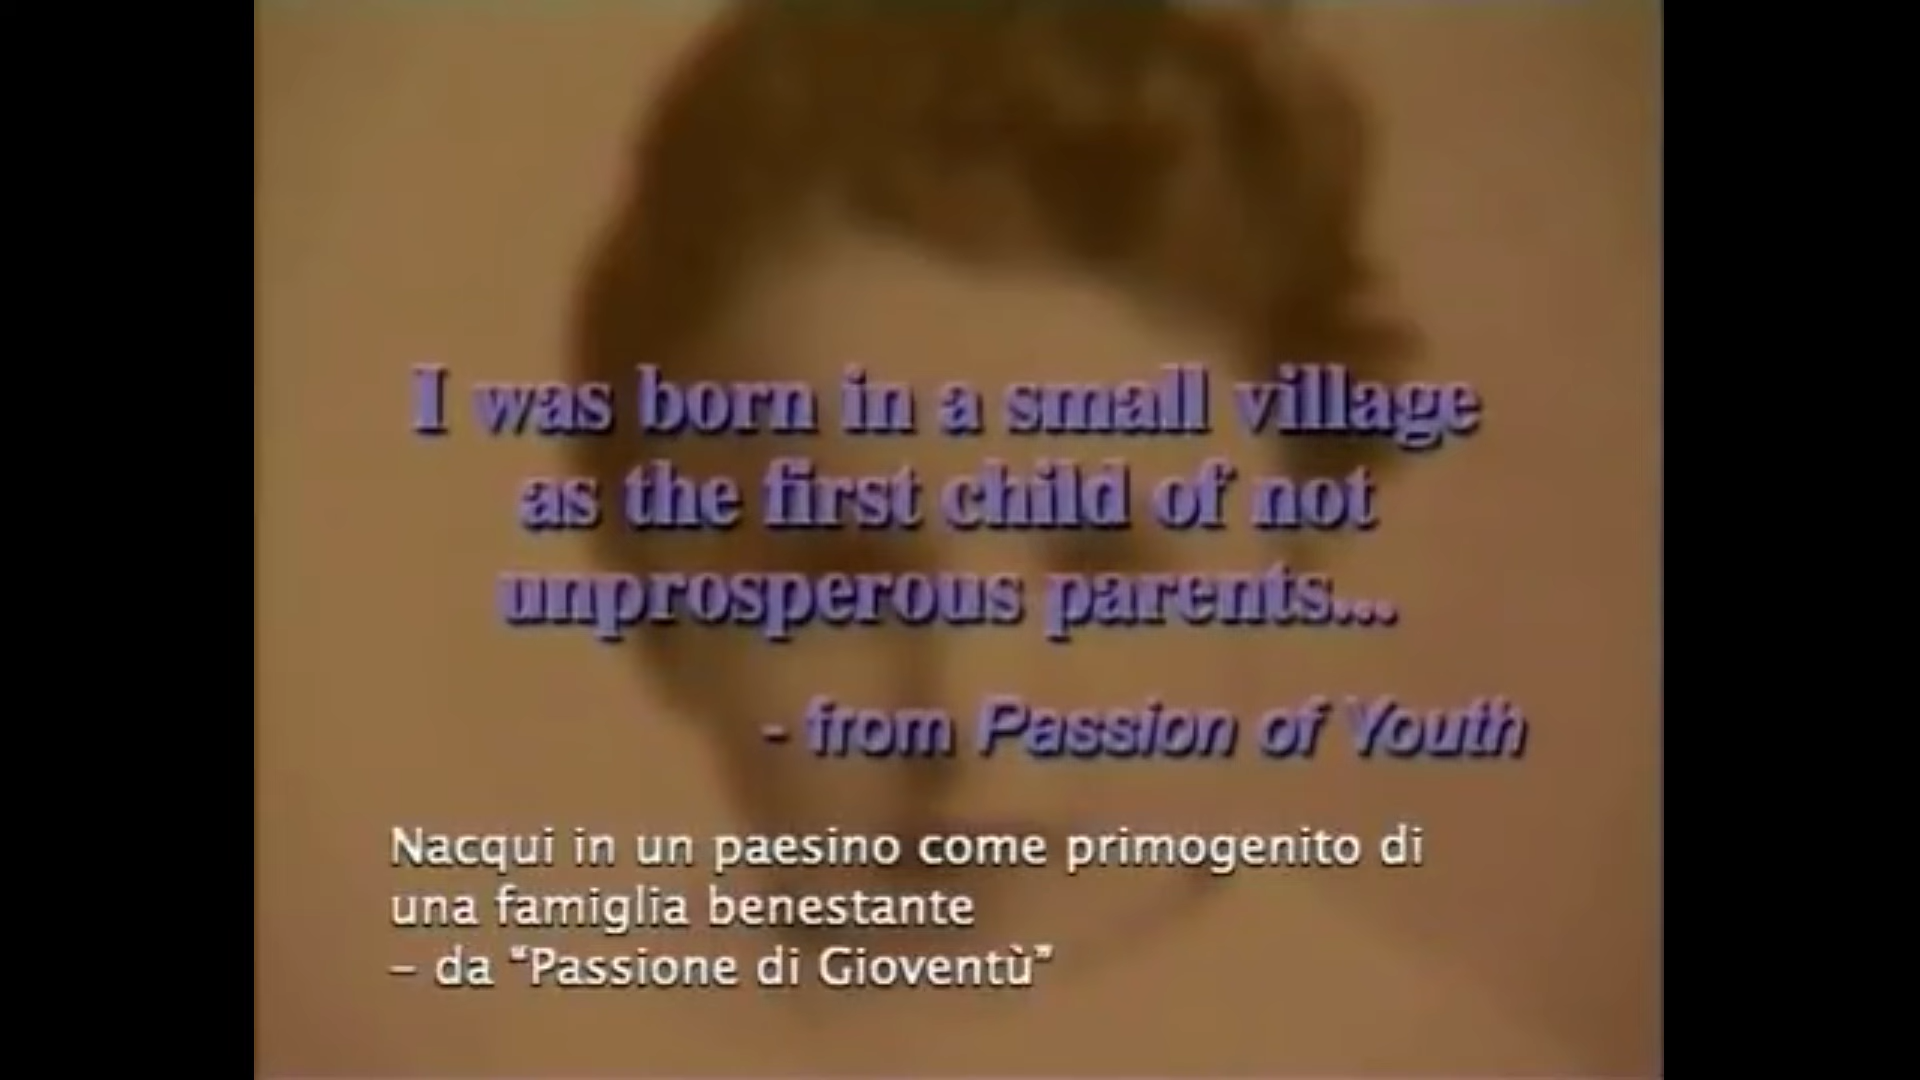 I was born in a small village
as the first child of not
unprosperous parents...
- from Passion of Youth
Nacqui in un paesino come primogenito di
una famiglia benestante
– da “Passione di Gioventù”